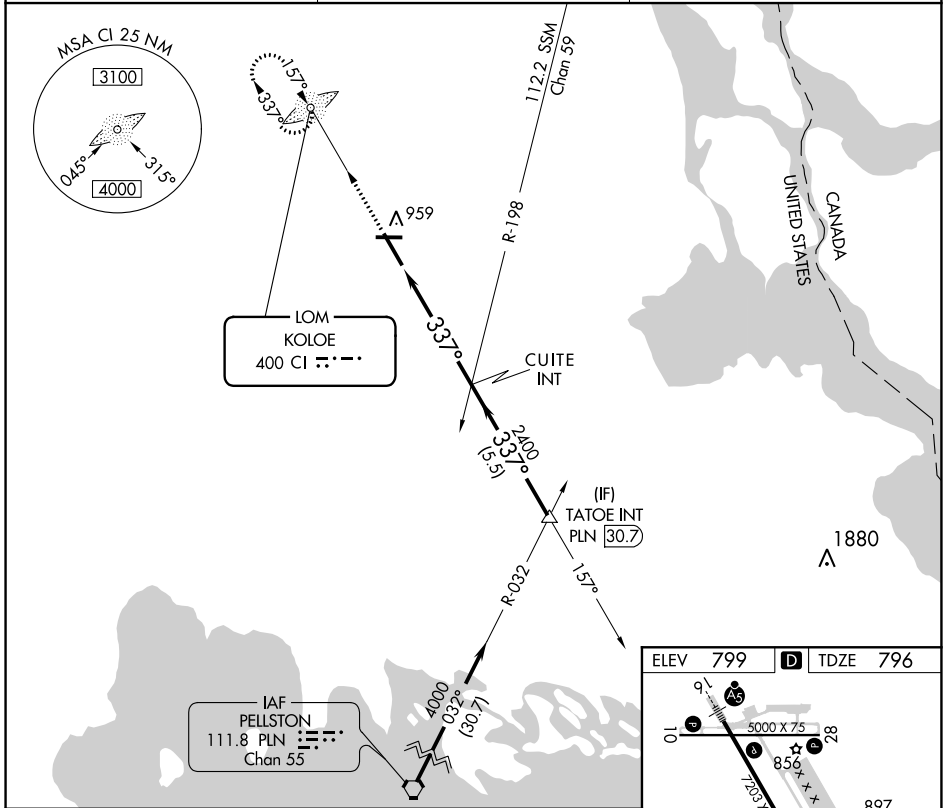 MSA CI 25 NM
3100
045°
315°
4000
157°
337°
112.2 SSM
Chan 59
R-198
959
LOM
KOLOE
400 CI
337°
CUITE
INT
CANADA
UNITED STATES
2400
337°
(5.5)
(IF)
TATOE INT
PLN 30.7
1880
R-032
157°
IAF
PELLSTON
111.8 PLN
Chan 55
4000
032°
(30.7)
ELEV 799 D TDZE 796
16
A5
P
10
5000 X 75
28
P
856
P
7203 X
897